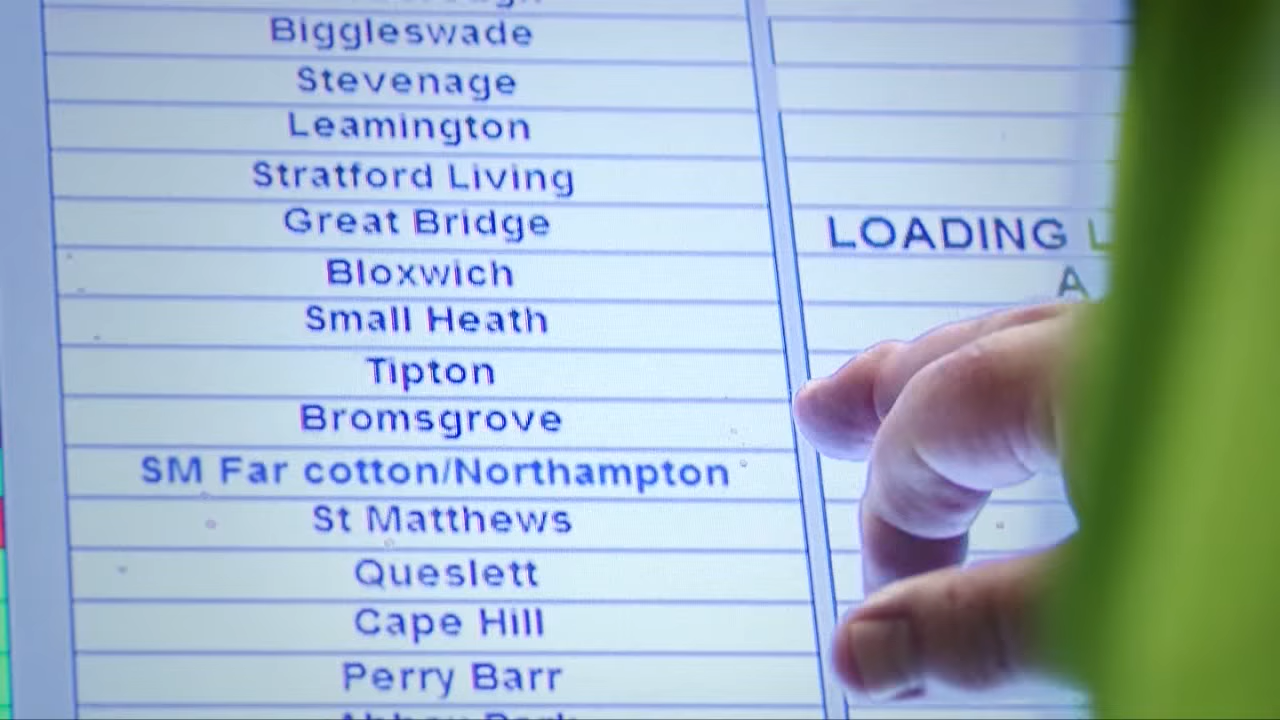 Biggleswade
Stevenage
Leamington
Stratford Living
Great Bridge
LOADING L
Bloxwich
A
Small Heath
Tipton
Bromsgrove
SM Far cotton/Northampton
St Matthews
Queslett
Cape Hill
Perry Barr